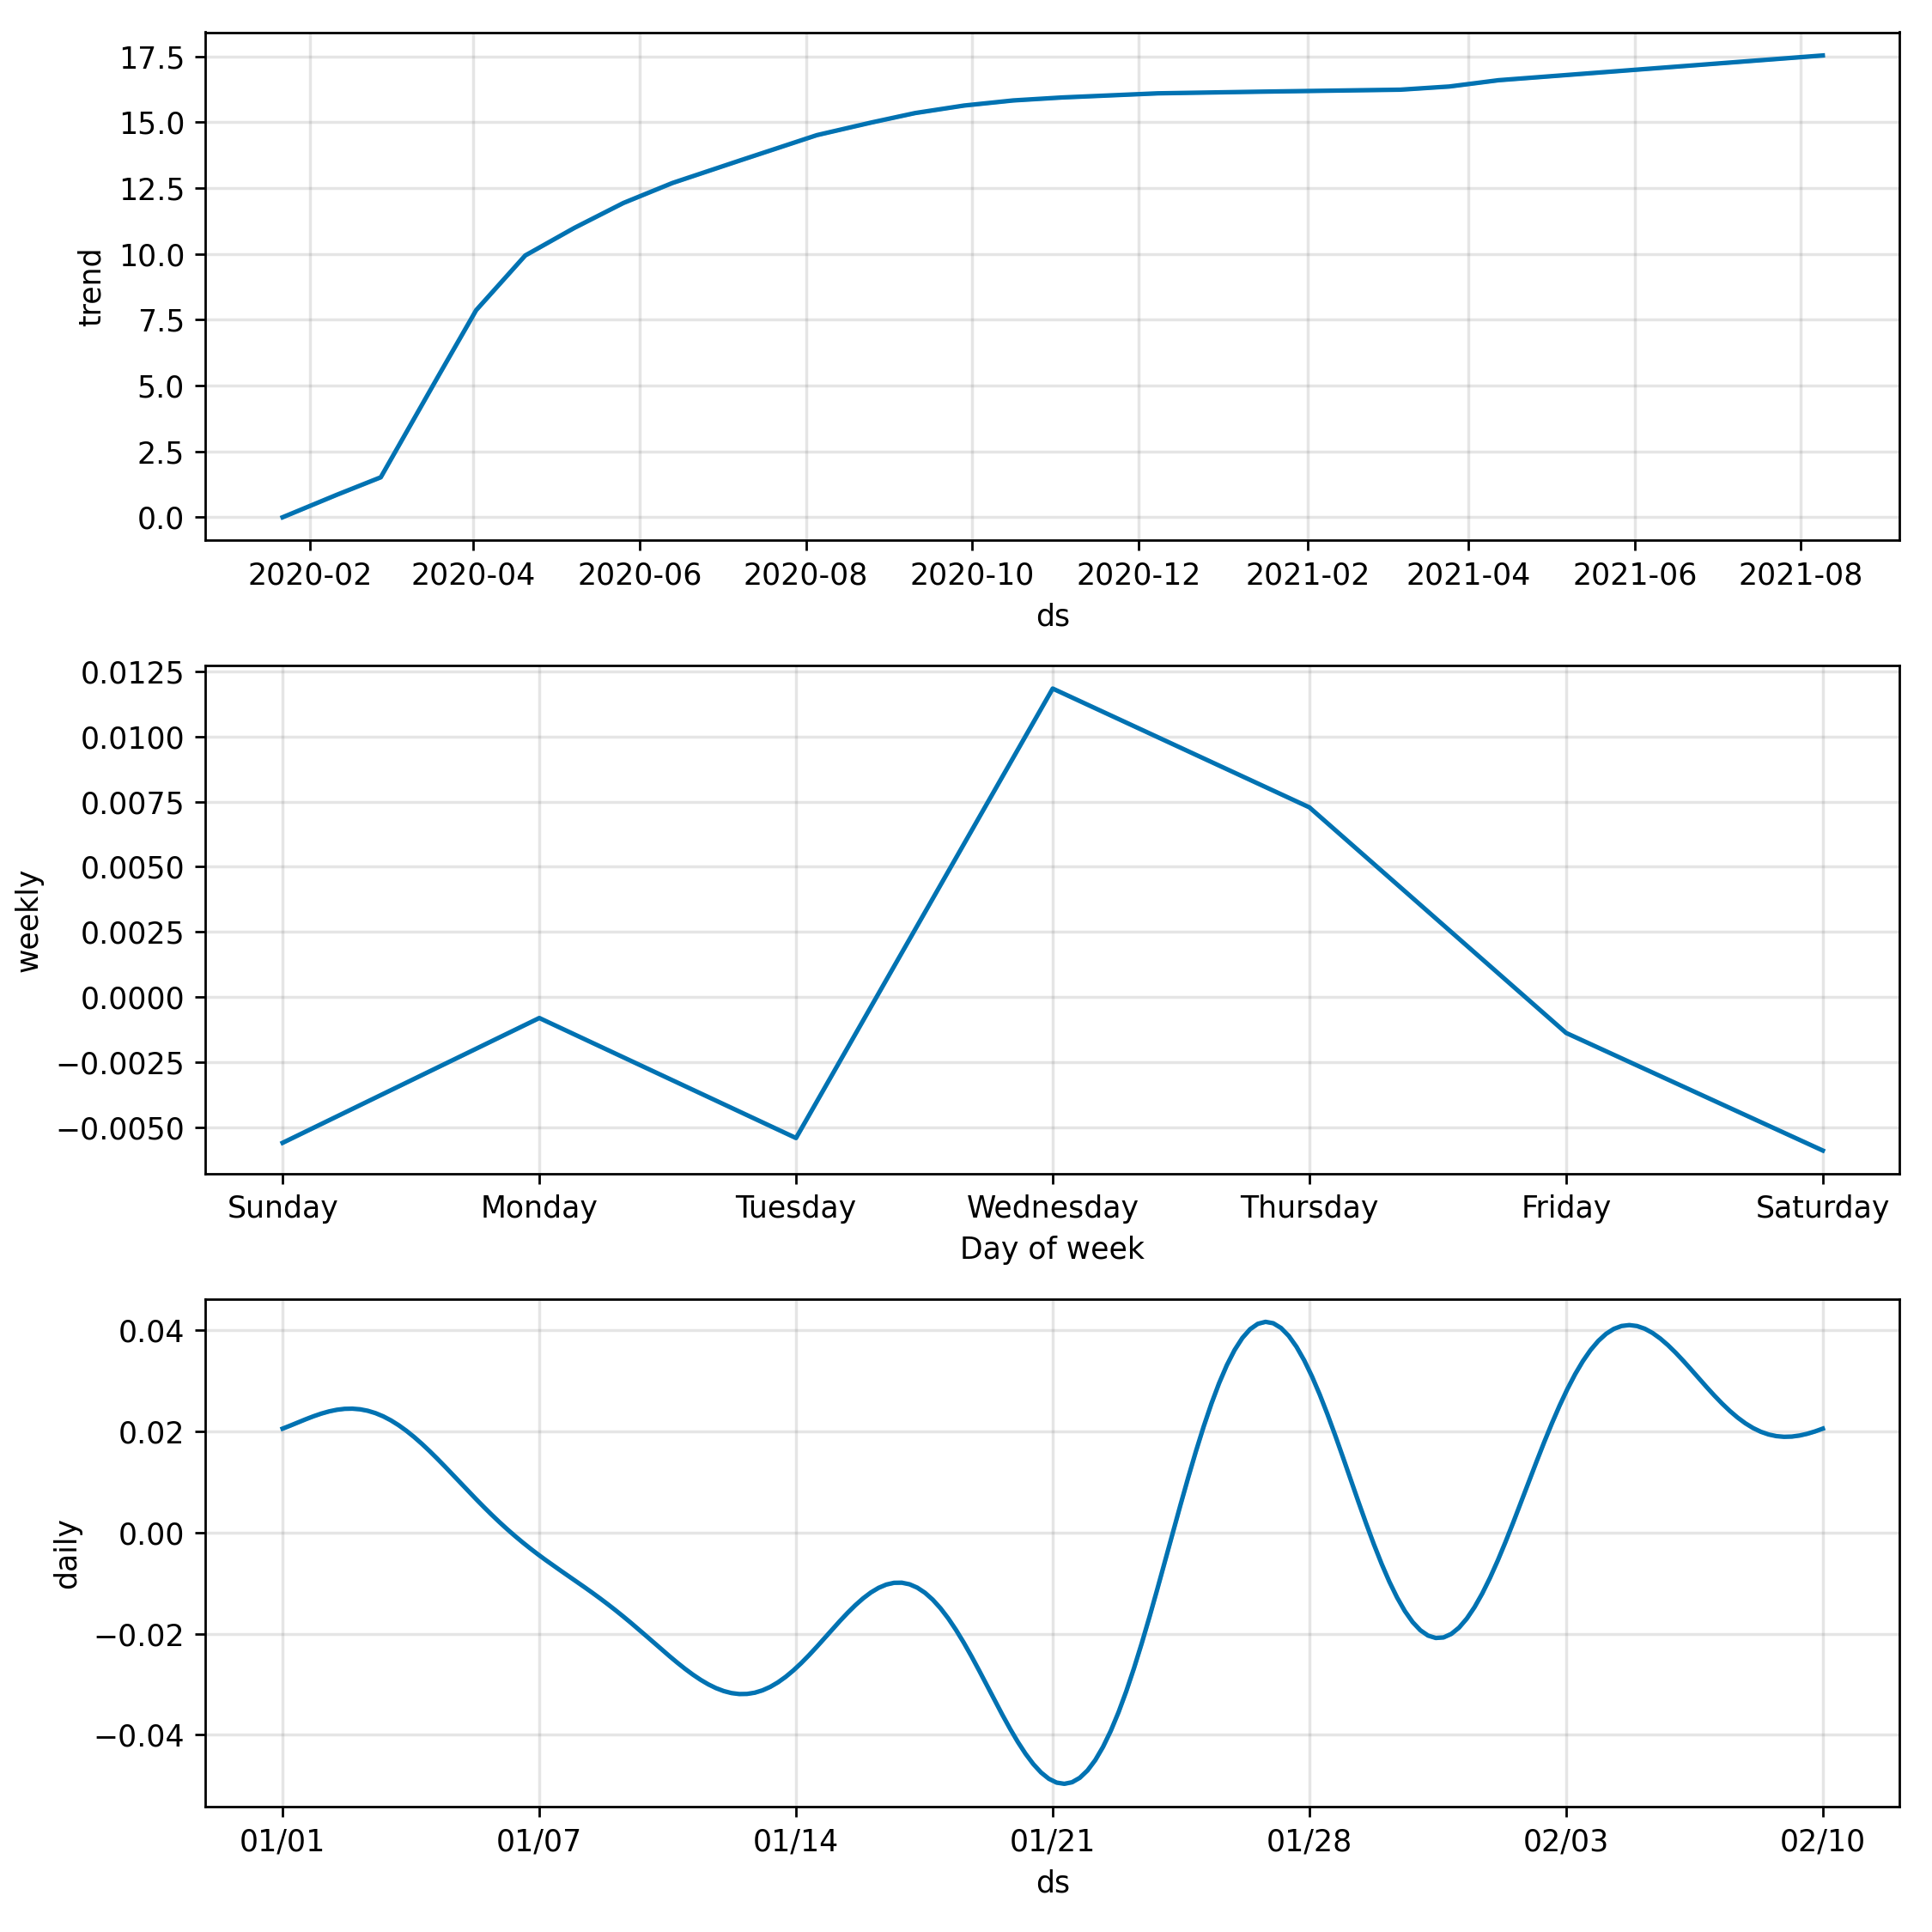 17.5
15.0
12.5
10.0
7.5
5.0
2.5
0.0
trend
2020-02 2020-04 2020-06 2020-08 2020-10 2020-12 2021-02 2021-04 2021-06 2021-08
ds
0.0125
0.0100
0.0075
0.0050
0.0025
0.0000
−0.0025
−0.0050
weekly
Sunday Monday Tuesday Wednesday Thursday Friday Saturday
Day of week
0.04
0.02
0.00
−0.02
−0.04
daily
01/01 01/07 01/14 01/21 01/28 02/03 02/10
ds